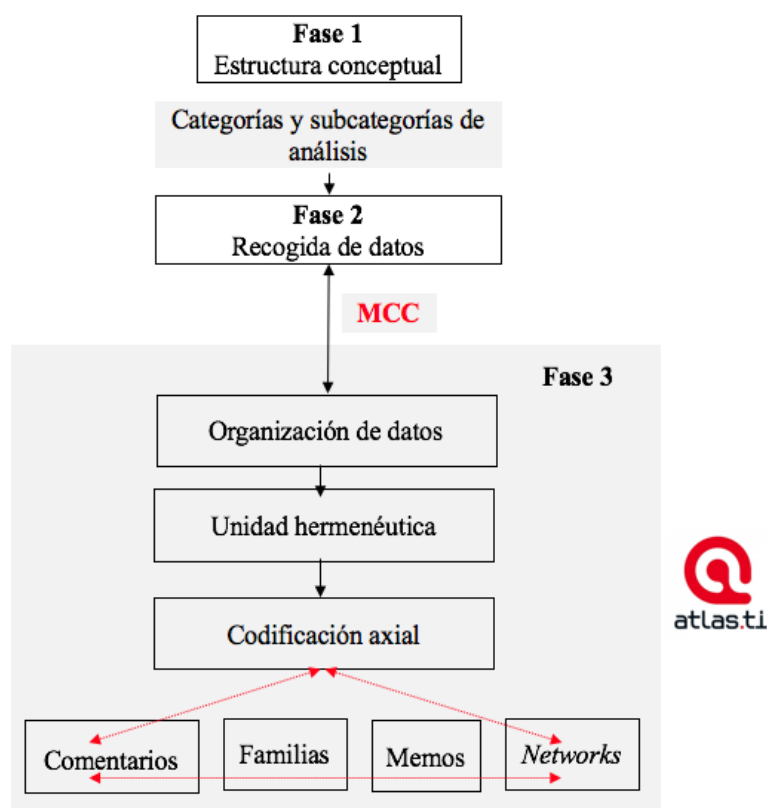 Fase 1
Estructura conceptual
Categorías y subcategorías de
análisis
Fase 2
Recogida de datos
MCC
Fase 3
Organización de datos
Unidad hermenéutica
Codificación axial
Comentarios
Familias
Memos
Networks
atlas.ti